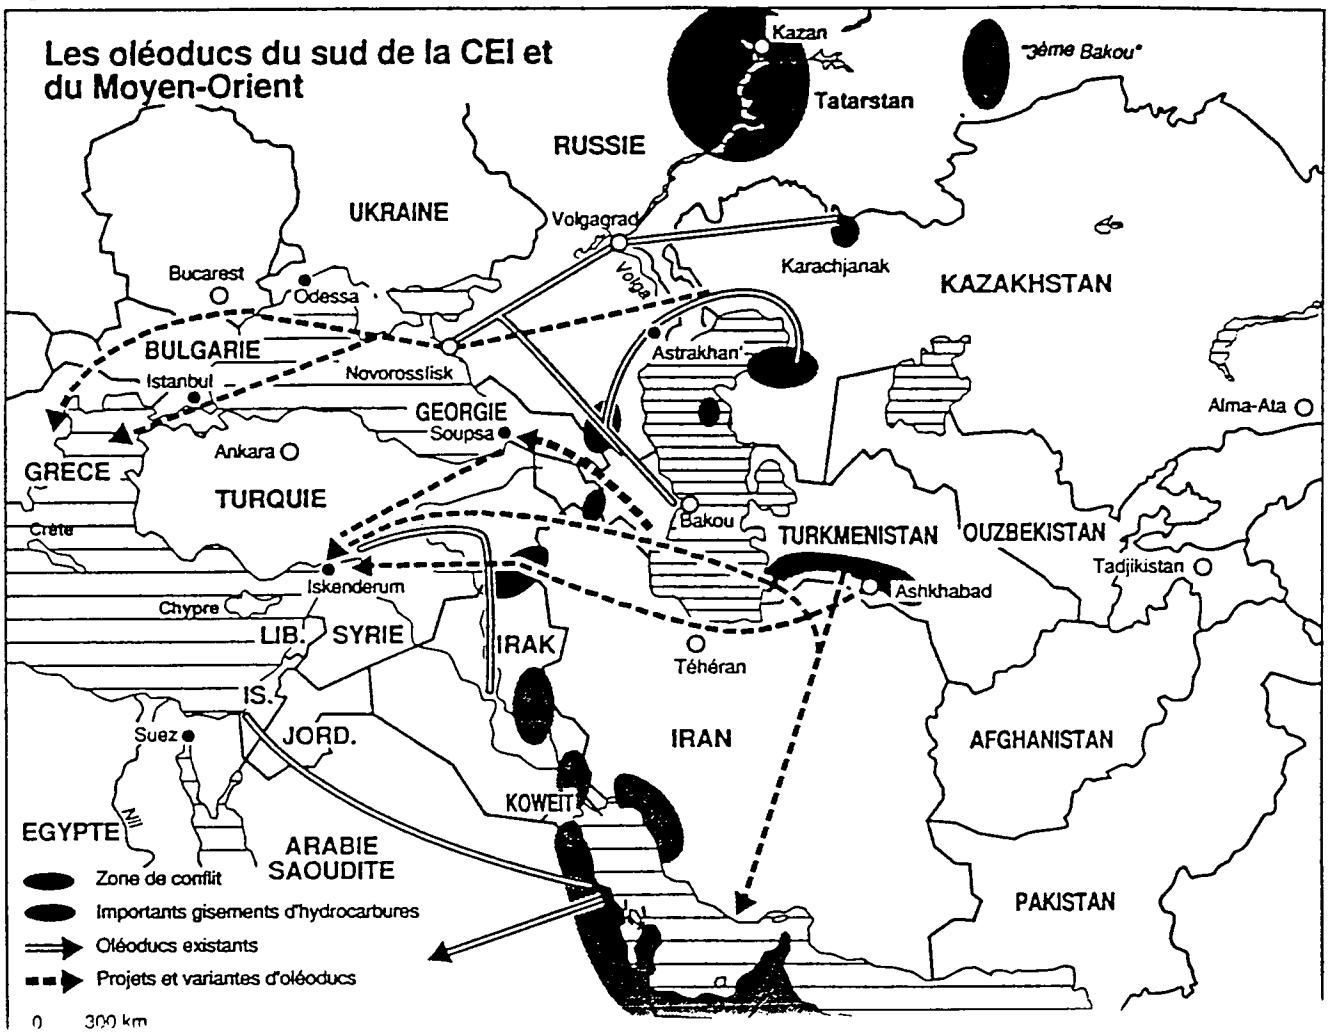 Les oléoducs du sud de la CEI et
du Moyen-Orient
Kazan
"3ème Bakou"
Tatarstan
RUSSIE
UKRAINE
Volgagrad
Volga
Karachjanak
KAZAKHSTAN
Bucarest
Odessa
BULGARIE
Istanbul
Novorossiisk
Astrakhan'
Alma-Ata
GEORGIE
Soupsa
Ankara
GRECE
TURQUIE
Crète
Bakou
TURKMENISTAN
OUZBEKISTAN
Tadjikistan
Iskenderum
Ashkhabad
Chypre
LIB.
SYRIE
IRAK
Téhéran
IS.
Suez
JORD.
IRAN
AFGHANISTAN
KOWEIT
Nil
EGYPTE
ARABIE
SAOUDITE
PAKISTAN
Zone de conflit
Importants gisements d'hydrocarbures
Oléoducs existants
Projets et variantes d'oléoducs
0 300 km